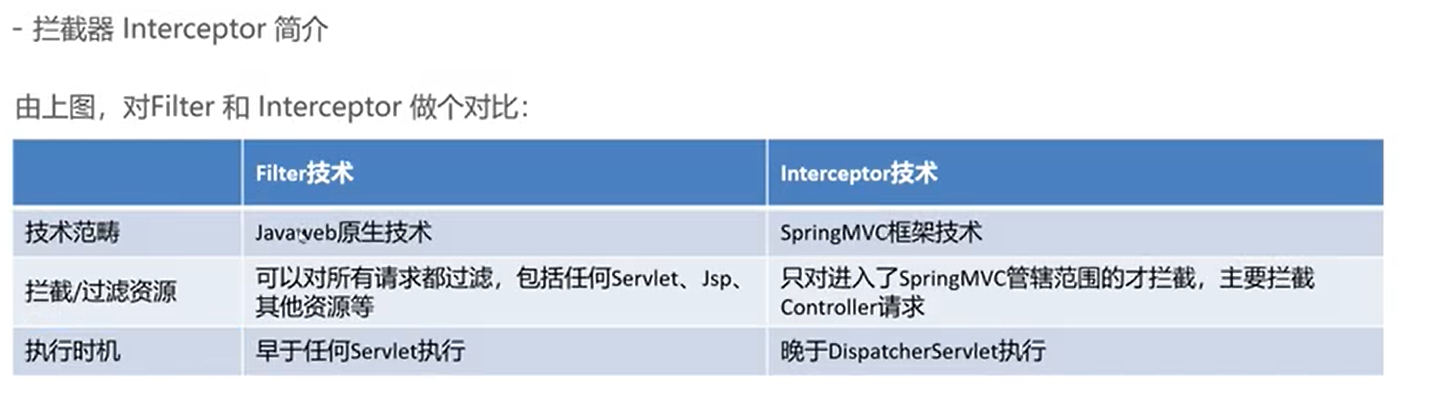 - 拦截器 Interceptor 简介
由上图，对Filter 和 Interceptor 做个对比：
Filter技术 Interceptor技术
技术范畴 Javaweb原生技术 SpringMVC框架技术
拦截/过滤资源 可以对所有请求都过滤，包括任何Servlet、Jsp、
其他资源等
只对进入了SpringMVC管辖范围的才拦截，主要拦截
Controller请求
执行时机 早于任何Servlet执行 晚于DispatcherServlet执行